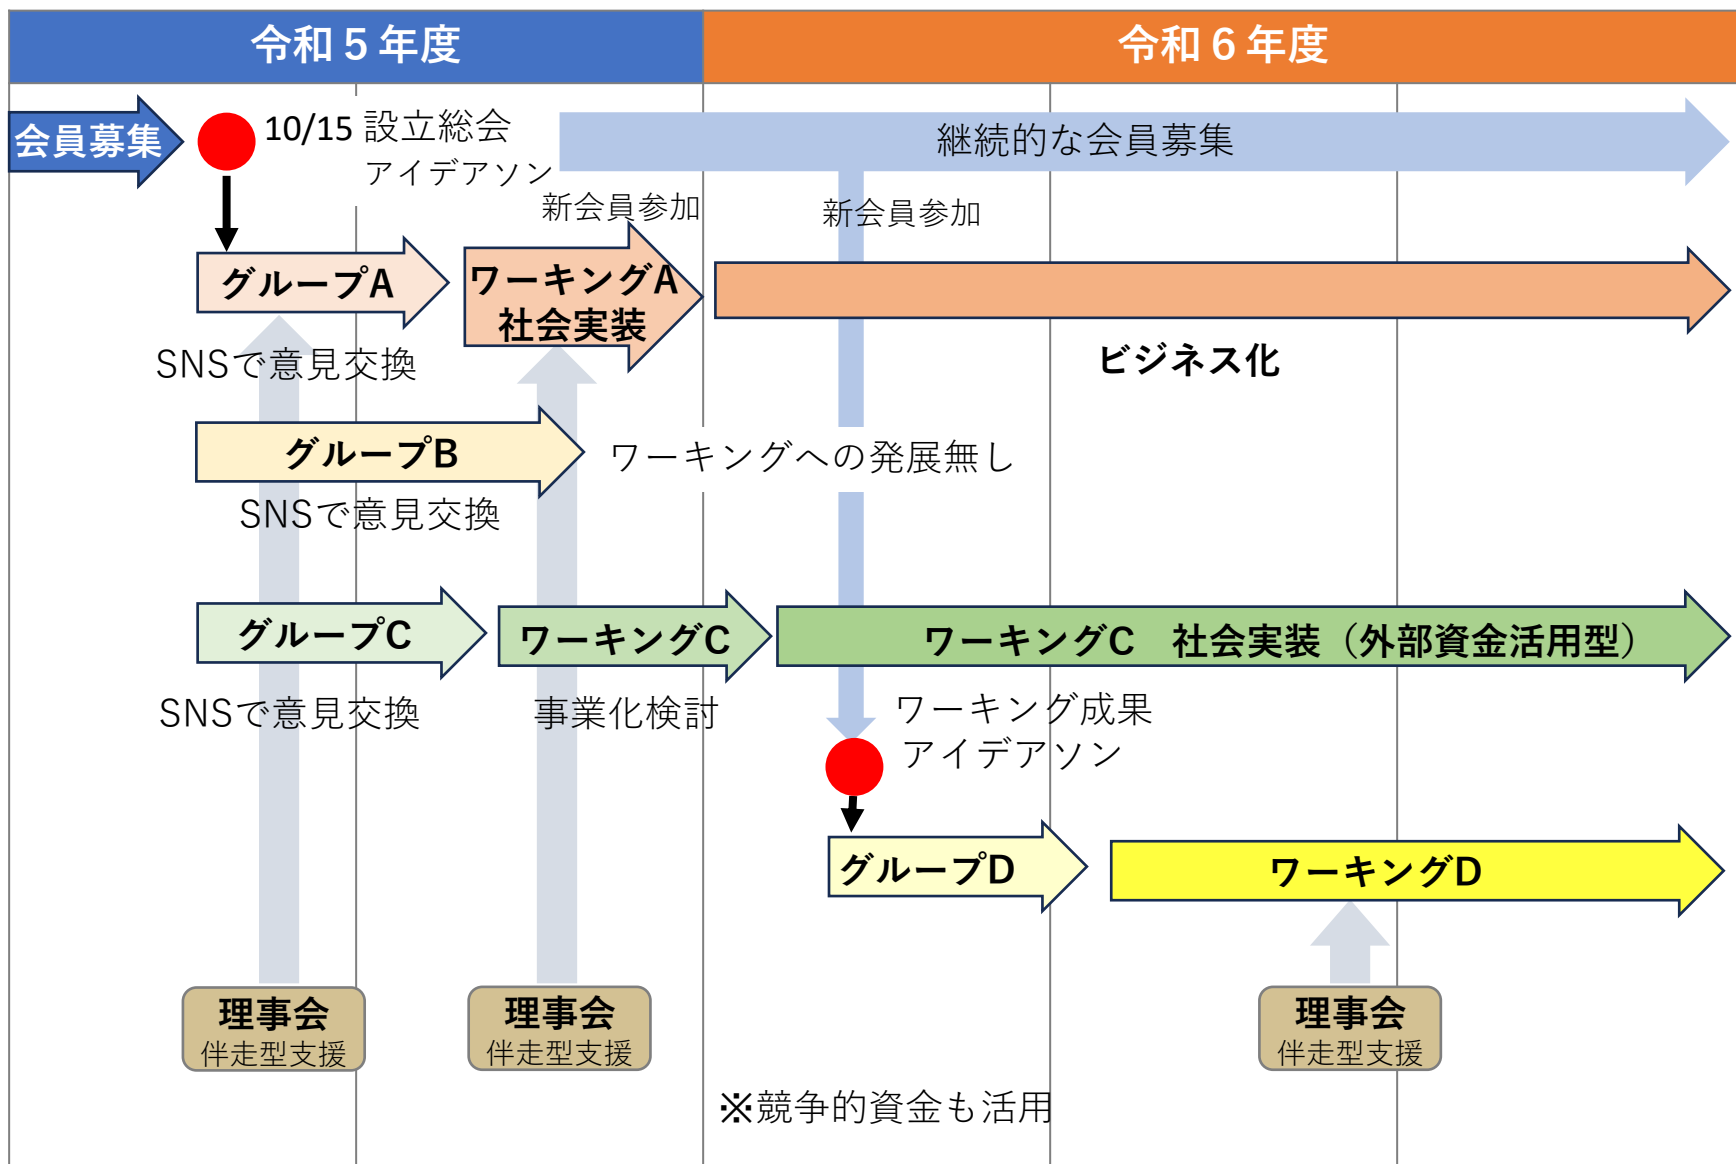 令和５年度
令和６年度
会員募集
10/15 設立総会
アイデアソン
継続的な会員募集
新会員参加
新会員参加
グループA
ワーキングA
社会実装
SNSで意見交換
ビジネス化
グループB
ワーキングへの発展無し
SNSで意見交換
グループC
ワーキングC
ワーキングC　社会実装（外部資金活用型）
SNSで意見交換
事業化検討
ワーキング成果
アイデアソン
グループD
ワーキングD
理事会
伴走型支援
理事会
伴走型支援
理事会
伴走型支援
※競争的資金も活用